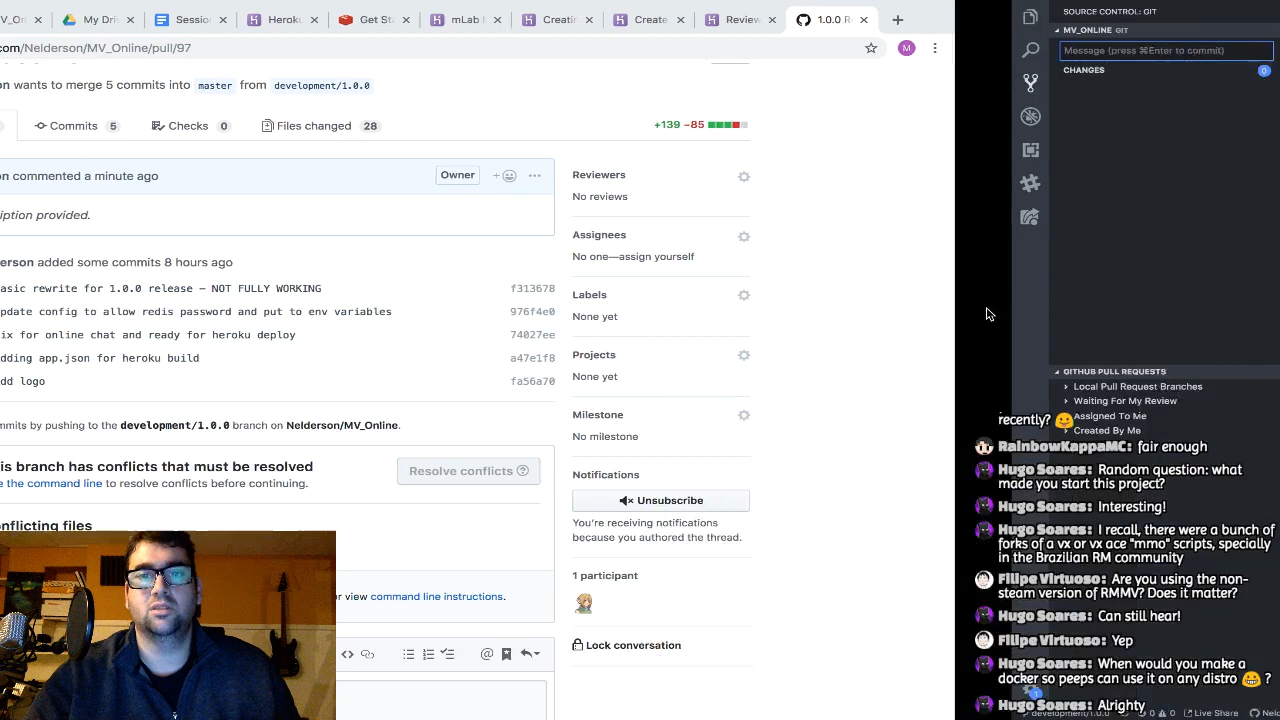 V_On
My Dri
Session
Heroku
Get Sta
mLab M
Creatin
Create
Review
1.0.0 R
com/Nelderson/MV_Online/pull/97
M
on wants to merge 5 commits into master from development/1.0.0
Commits 5
Checks 0
Files changed 28
+139 −85
on commented a minute ago
Owner
iption provided.
erson added some commits 8 hours ago
asic rewrite for 1.0.0 release – NOT FULLY WORKING f313678
pdate config to allow redis password and put to env variables 976f4e0
ix for online chat and ready for heroku deploy 74027ee
dding app.json for heroku build a47e1f8
dd logo fa56a70
mmits by pushing to the development/1.0.0 branch on Nelderson/MV_Online.
is branch has conflicts that must be resolved
e the command line to resolve conflicts before continuing.
Resolve conflicts
nflicting files
or view command line instructions.
Reviewers
No reviews
Assignees
No one—assign yourself
Labels
None yet
Projects
None yet
Milestone
No milestone
Notifications
Unsubscribe
You're receiving notifications
because you authored the thread.
1 participant
Lock conversation
SOURCE CONTROL: GIT
MV_ONLINE GIT
Message (press ⌘Enter to commit)
CHANGES 0
GITHUB PULL REQUESTS
Local Pull Request Branches
Waiting For My Review
Assigned To Me
Created By Me
recently?
RainbowKappaMC: fair enough
Hugo Soares: Random question: what
made you start this project?
Hugo Soares: Interesting!
Hugo Soares: I recall, there were a bunch of
forks of a vx or vx ace "mmo" scripts, specially
in the Brazilian RM community
Filipe Virtuoso: Are you using the non-
steam version of RMMV? Does it matter?
Hugo Soares: Can still hear!
Filipe Virtuoso: Yep
Hugo Soares: When would you make a
docker so peeps can use it on any distro ?
Hugo Soares: Alrighty
development/1.0.0
0 0
Live Share
Nel